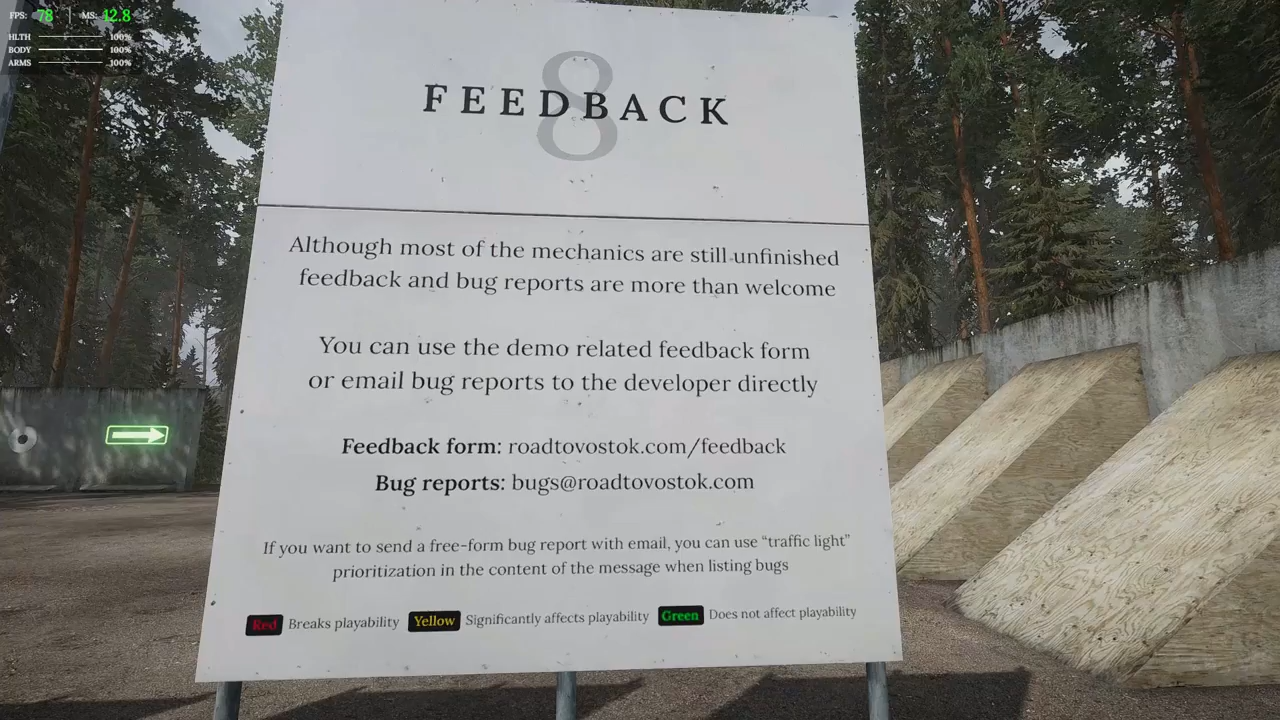 FPS: 78 | MS: 12.8
HLTH 100%
BODY 100%
ARMS 100%
8
FEEDBACK
Although most of the mechanics are still unfinished
feedback and bug reports are more than welcome
You can use the demo related feedback form
or email bug reports to the developer directly
Feedback form: roadtovostok.com/feedback
Bug reports: bugs@roadtovostok.com
If you want to send a free-form bug report with email, you can use “traffic light”
prioritization in the content of the message when listing bugs
Red Breaks playability Yellow Significantly affects playability Green Does not affect playability